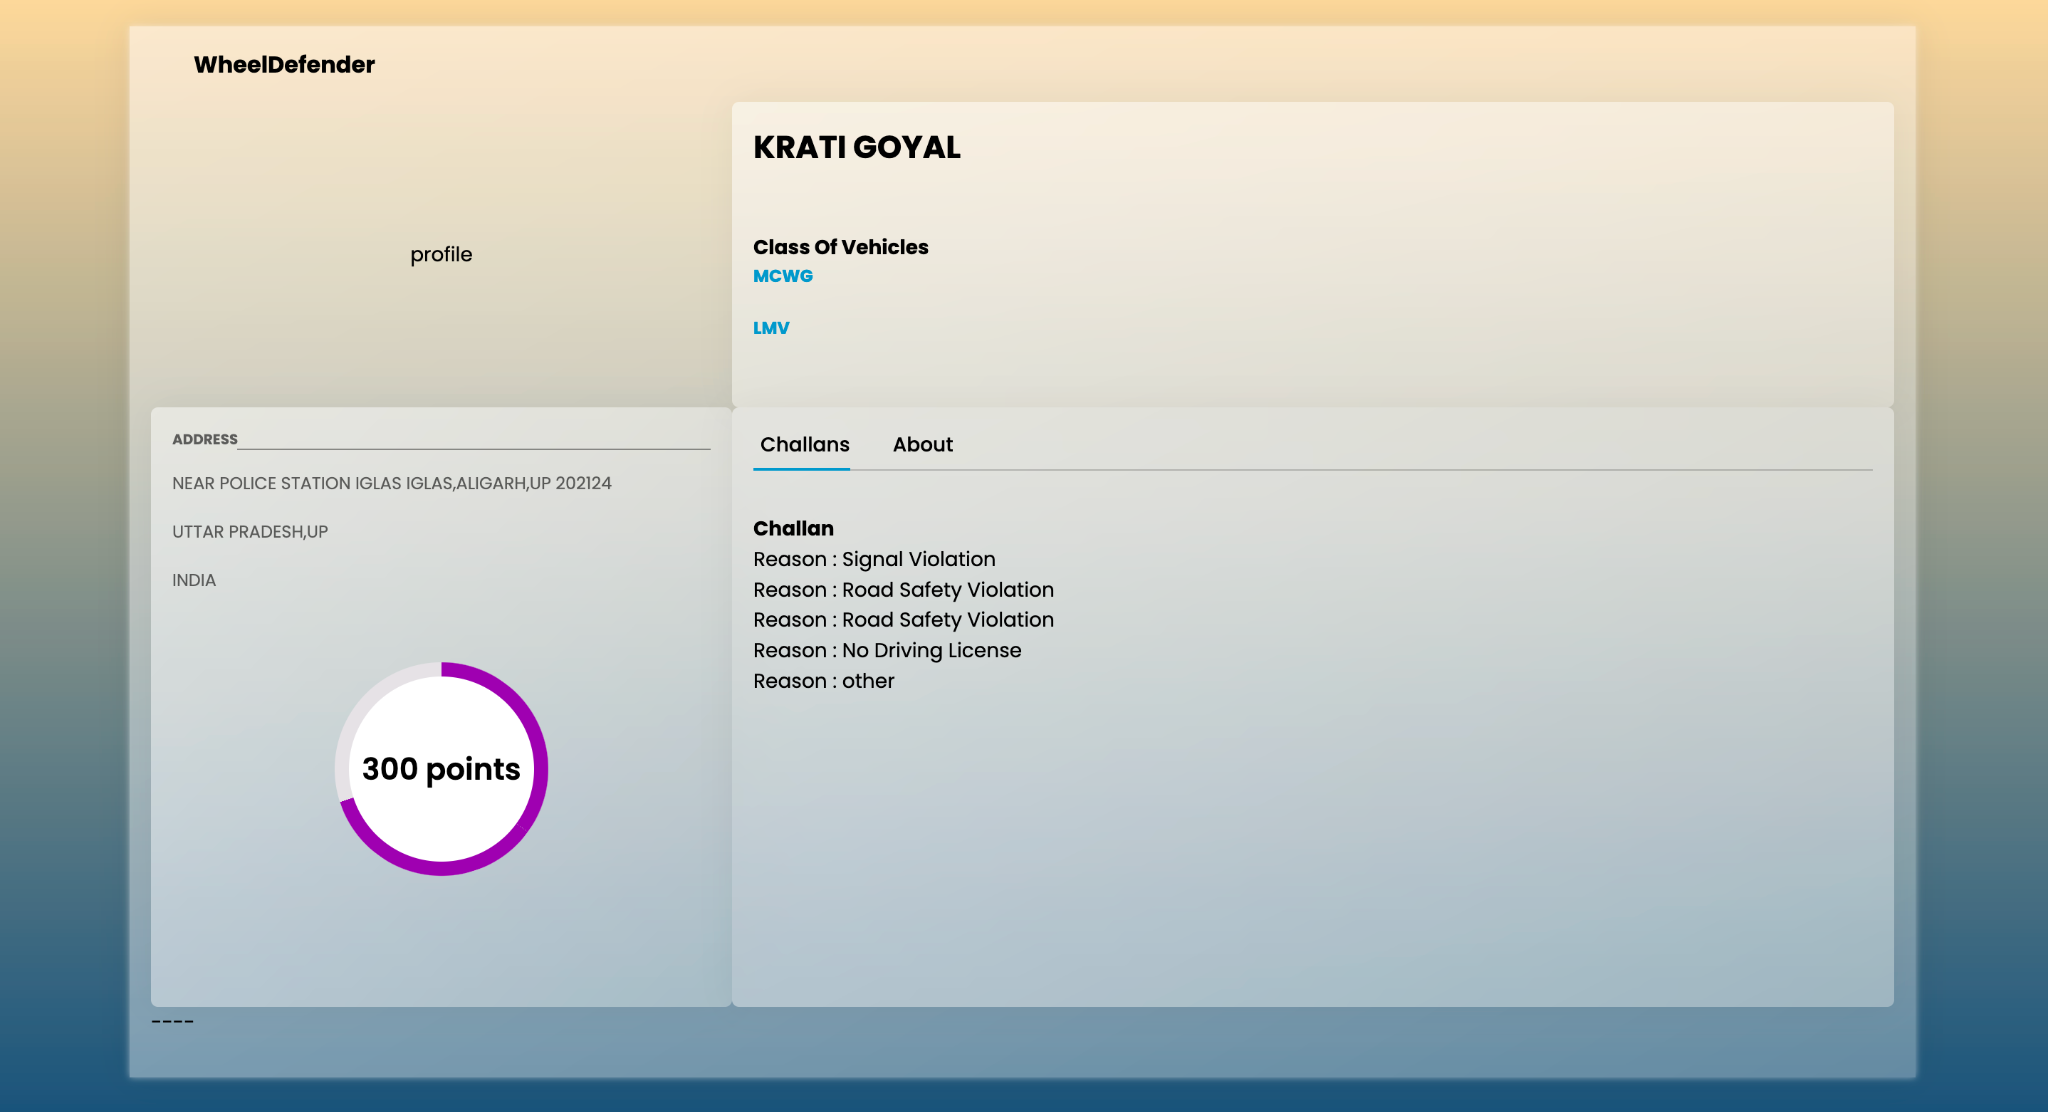 WheelDefender
profile
KRATI GOYAL
Class Of Vehicles
MCWG
LMV
ADDRESS
NEAR POLICE STATION IGLAS IGLAS,ALIGARH,UP 202124
UTTAR PRADESH,UP
INDIA
300 points
Challans About
Challan
Reason : Signal Violation
Reason : Road Safety Violation
Reason : Road Safety Violation
Reason : No Driving License
Reason : other
----